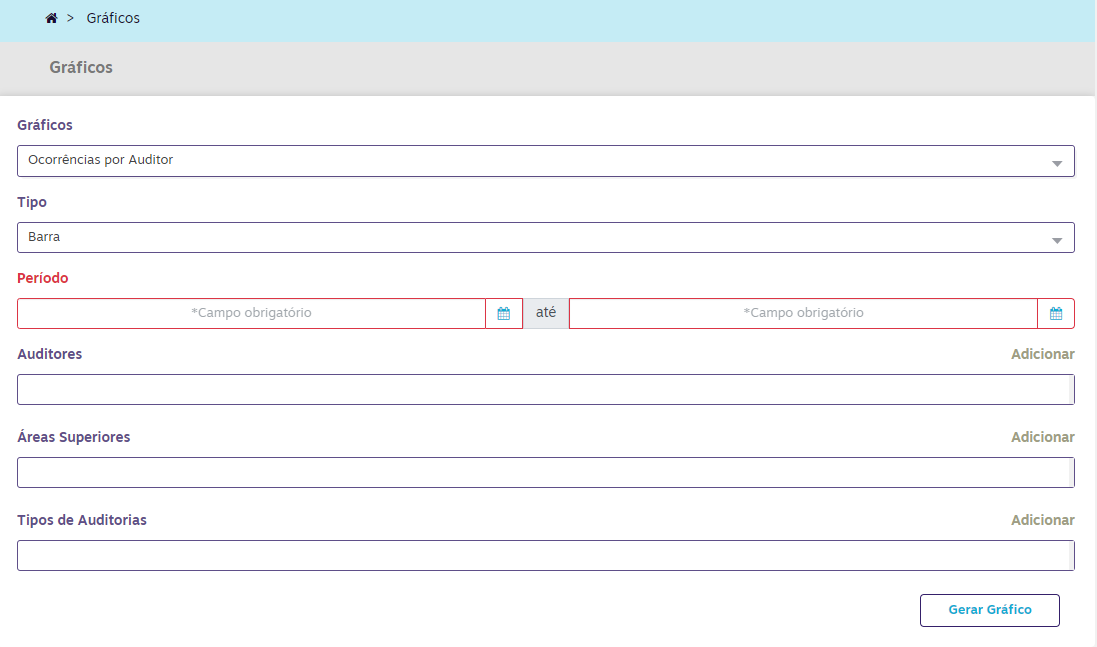 > Gráficos
Gráficos
Gráficos
Ocorrências por Auditor
Tipo
Barra
Período
*Campo obrigatório até *Campo obrigatório
Auditores Adicionar
Áreas Superiores Adicionar
Tipos de Auditorias Adicionar
Gerar Gráfico